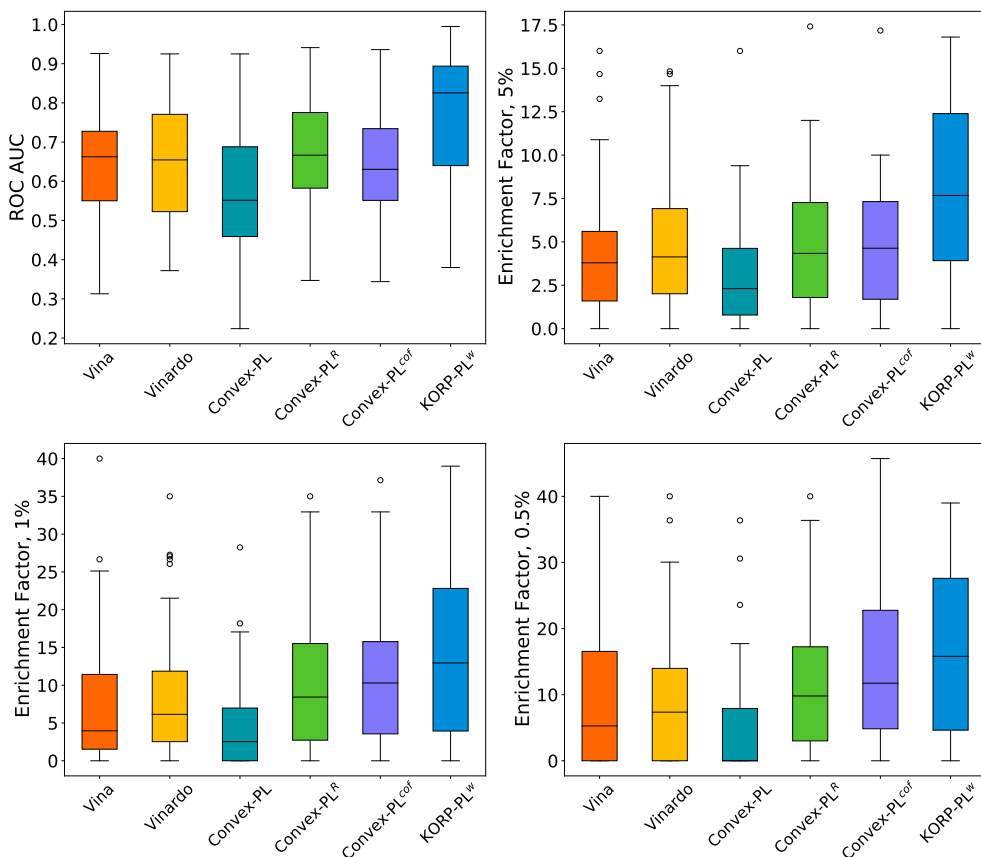 ROC AUC
1.0
0.9
0.8
0.7
0.6
0.5
0.4
0.3
0.2
Vina
Vinardo
Convex-PL
Convex-PL^R
Convex-PL^cof
KORP-PL^w
Enrichment Factor, 5%
17.5
15.0
12.5
10.0
7.5
5.0
2.5
0.0
Vina
Vinardo
Convex-PL
Convex-PL^R
Convex-PL^cof
KORP-PL^w
Enrichment Factor, 1%
40
35
30
25
20
15
10
5
0
Vina
Vinardo
Convex-PL
Convex-PL^R
Convex-PL^cof
KORP-PL^w
Enrichment Factor, 0.5%
40
30
20
10
0
Vina
Vinardo
Convex-PL
Convex-PL^R
Convex-PL^cof
KORP-PL^w